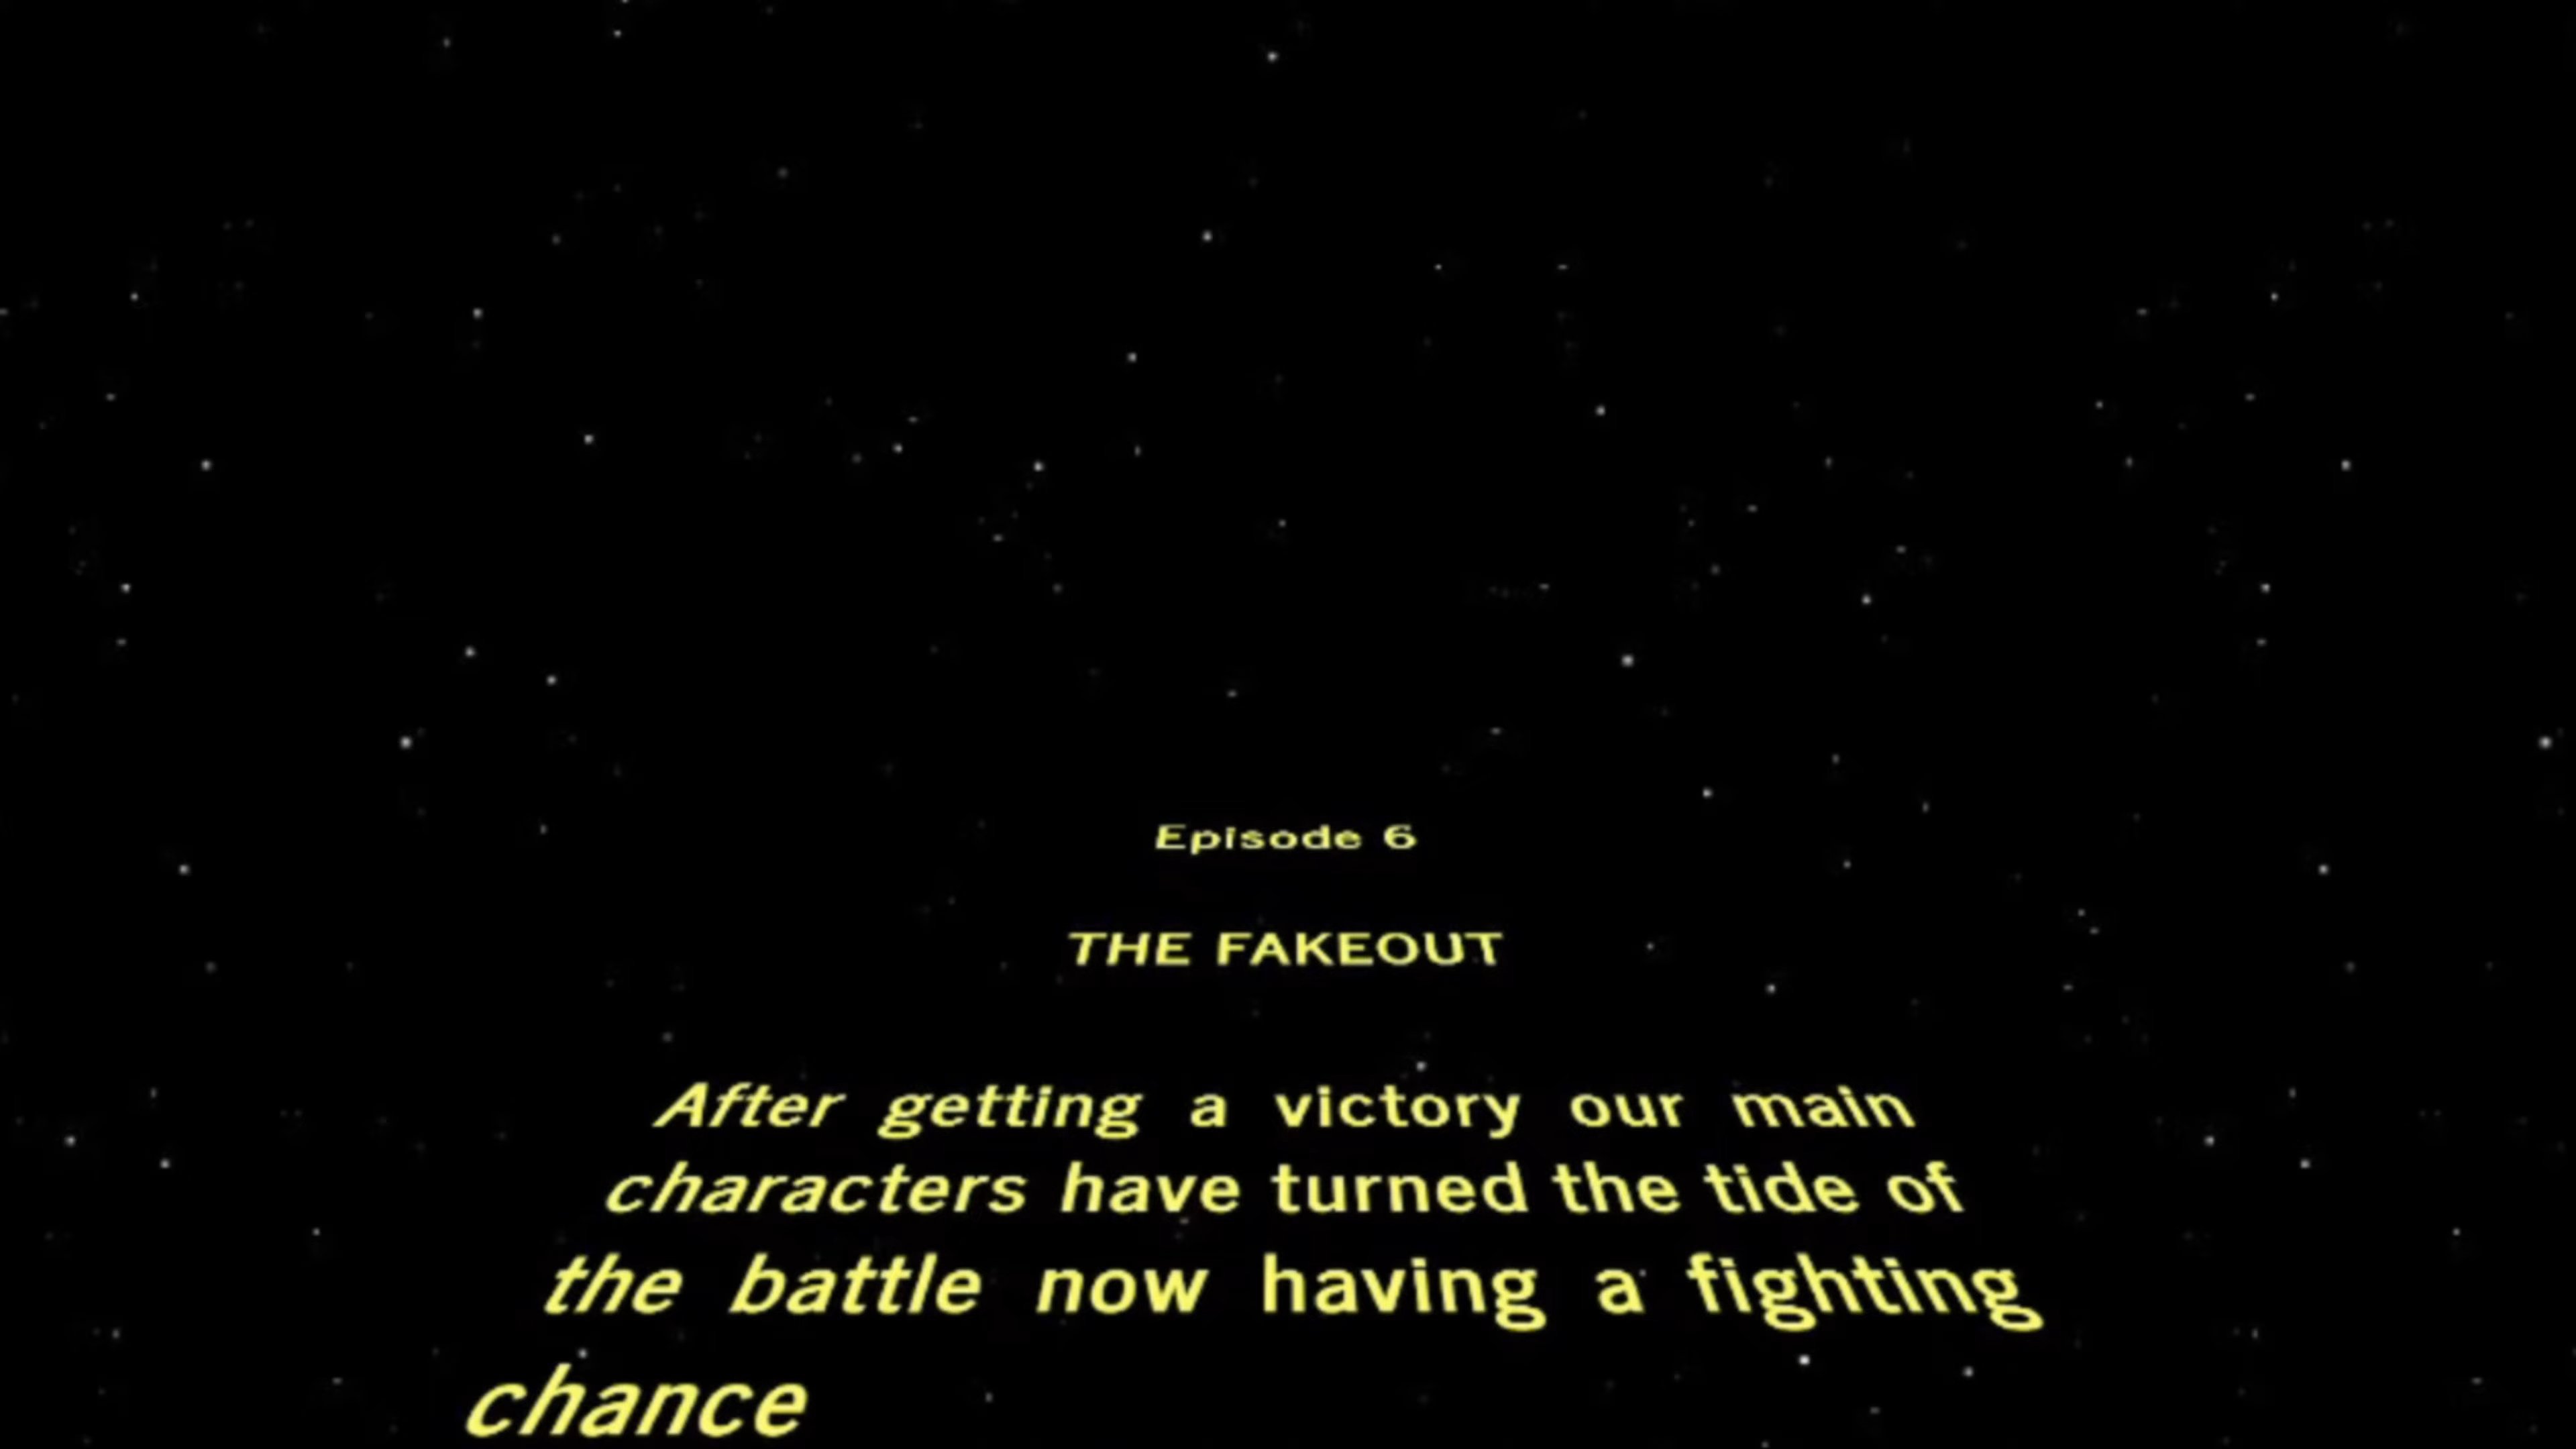 Episode 6
THE FAKEOUT
After getting a victory our main
characters have turned the tide of
the battle now having a fighting
chance